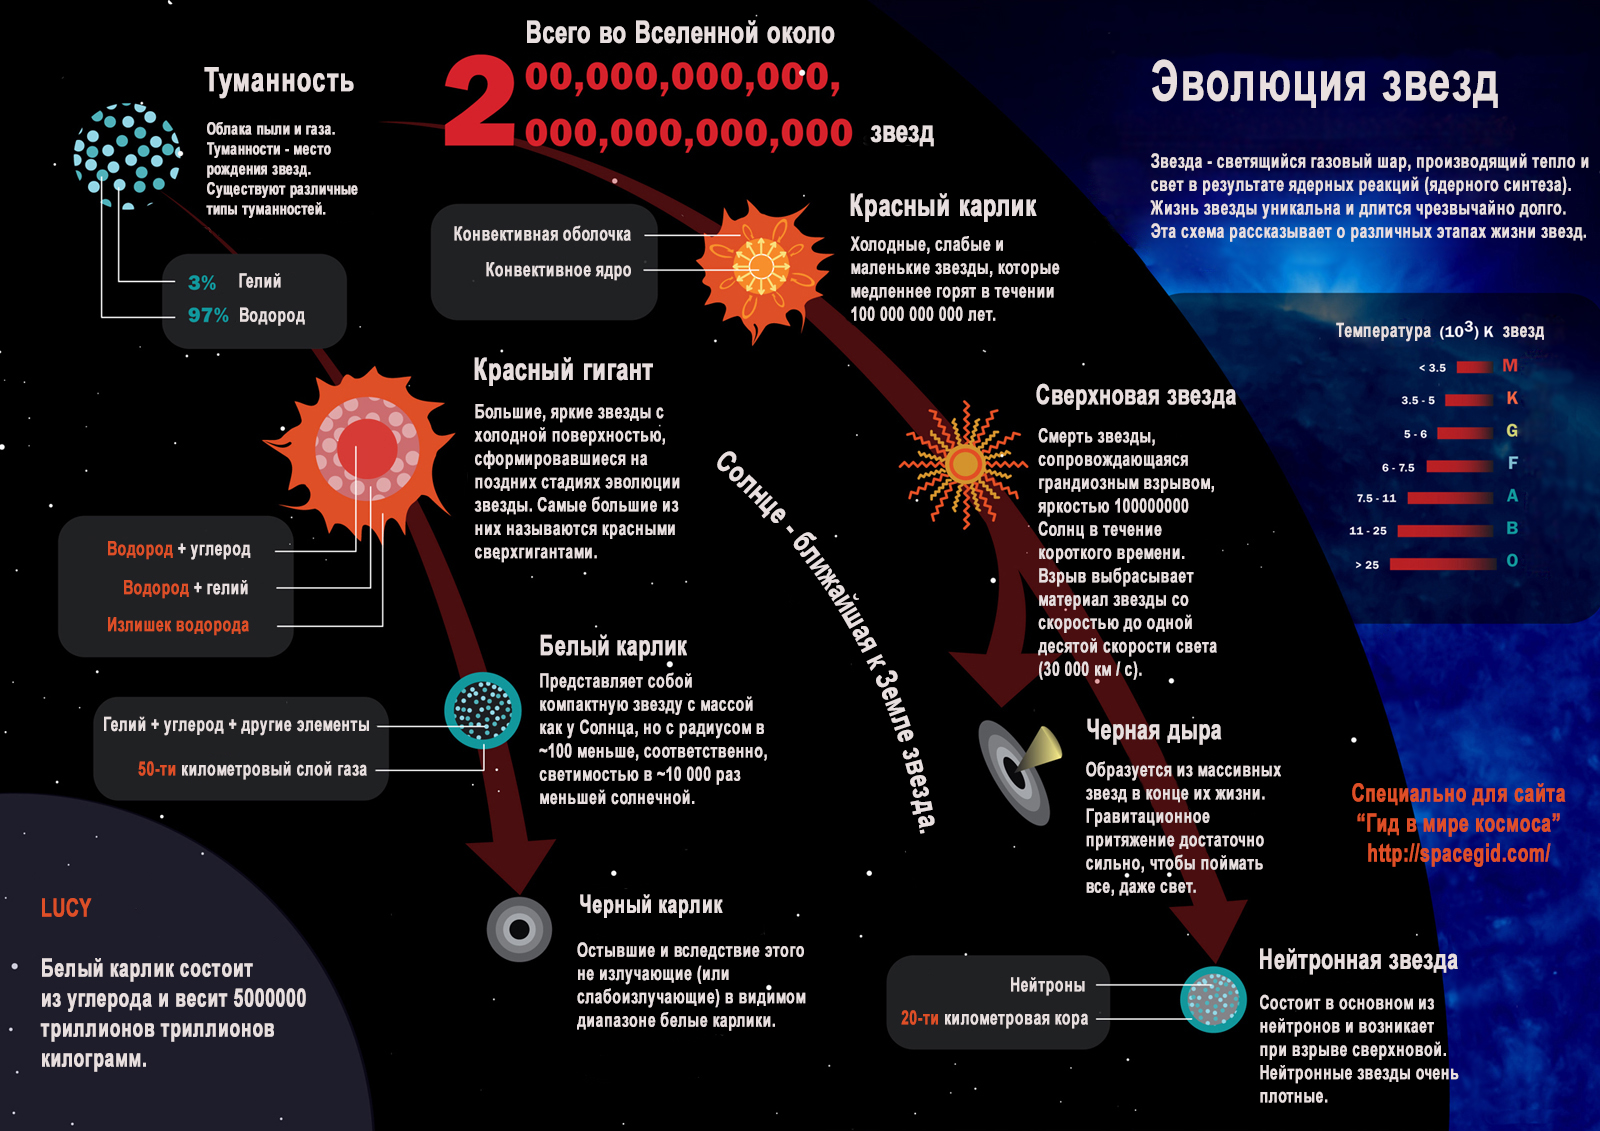 Всего во Вселенной около
200,000,000,000,
000,000,000,000 звезд
Туманность
Облака пыли и газа.
Туманности - место
рождения звезд.
Существуют различные
типы туманностей.
3% Гелий
97% Водород
Эволюция звезд
Звезда - светящийся газовый шар, производящий тепло и
свет в результате ядерных реакций (ядерного синтеза).
Жизнь звезды уникальна и длится чрезвычайно долго.
Эта схема рассказывает о различных этапах жизни звезд.
Конвективная оболочка
Конвективное ядро
Красный карлик
Холодные, слабые и
маленькие звезды, которые
медленнее горят в течении
100 000 000 000 лет.
Температура (10³) K звезд
< 3.5 M
3.5 - 5 K
5 - 6 G
6 - 7.5 F
7.5 - 11 A
11 - 25 B
> 25 O
Красный гигант
Большие, яркие звезды с
холодной поверхностью,
сформировавшиеся на
поздних стадиях эволюции
звезды. Самые большие из
них называются красными
сверхгигантами.
Водород + углерод
Водород + гелий
Излишек водорода
Сверхновая звезда
Смерть звезды,
сопровождающаяся
грандиозным взрывом,
яркостью 100000000
Солнц в течение
короткого времени.
Взрыв выбрасывает
материал звезды со
скоростью до одной
десятой скорости света
(30 000 км / с).
Солнце - ближайшая к Земле звезда.
Белый карлик
Представляет собой
компактную звезду с массой
как у Солнца, но с радиусом в
~100 меньше, соответственно,
светимостью в ~10 000 раз
меньшей солнечной.
Гелий + углерод + другие элементы
50-ти километровый слой газа
Черная дыра
Образуется из массивных
звезд в конце их жизни.
Гравитационное
притяжение достаточно
сильно, чтобы поймать
все, даже свет.
Специально для сайта
“Гид в мире космоса”
http://spacegid.com/
LUCY
Белый карлик состоит
из углерода и весит 5000000
триллионов триллионов
килограмм.
Черный карлик
Остывшие и вследствие этого
не излучающие (или
слабоизлучающие) в видимом
диапазоне белые карлики.
Нейтроны
20-ти километровая кора
Нейтронная звезда
Состоит в основном из
нейтронов и возникает
при взрыве сверхновой.
Нейтронные звезды очень
плотные.